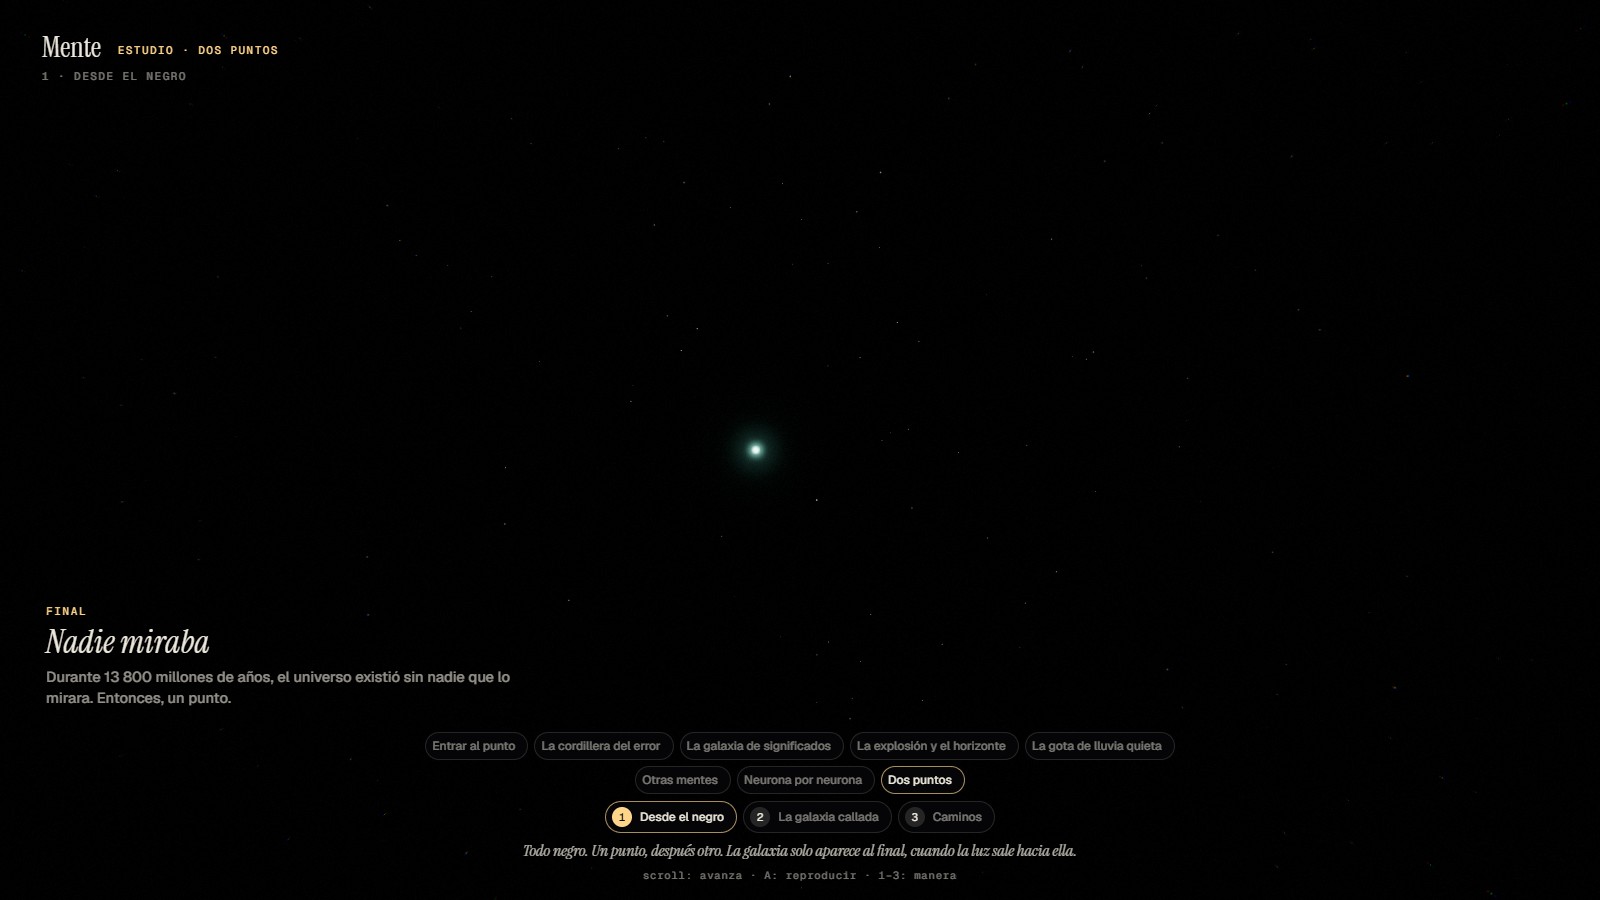 Mente ESTUDIO · DOS PUNTOS
1 · DESDE EL NEGRO
FINAL
Nadie miraba
Durante 13 800 millones de años, el universo existió sin nadie que lo
mirara. Entonces, un punto.
Entrar al punto La cordillera del error La galaxia de significados La explosión y el horizonte La gota de lluvia quieta
Otras mentes Neurona por neurona Dos puntos
1 Desde el negro 2 La galaxia callada 3 Caminos
Todo negro. Un punto, después otro. La galaxia solo aparece al final, cuando la luz sale hacia ella.
scroll: avanza · A: reproducir · 1-3: manera